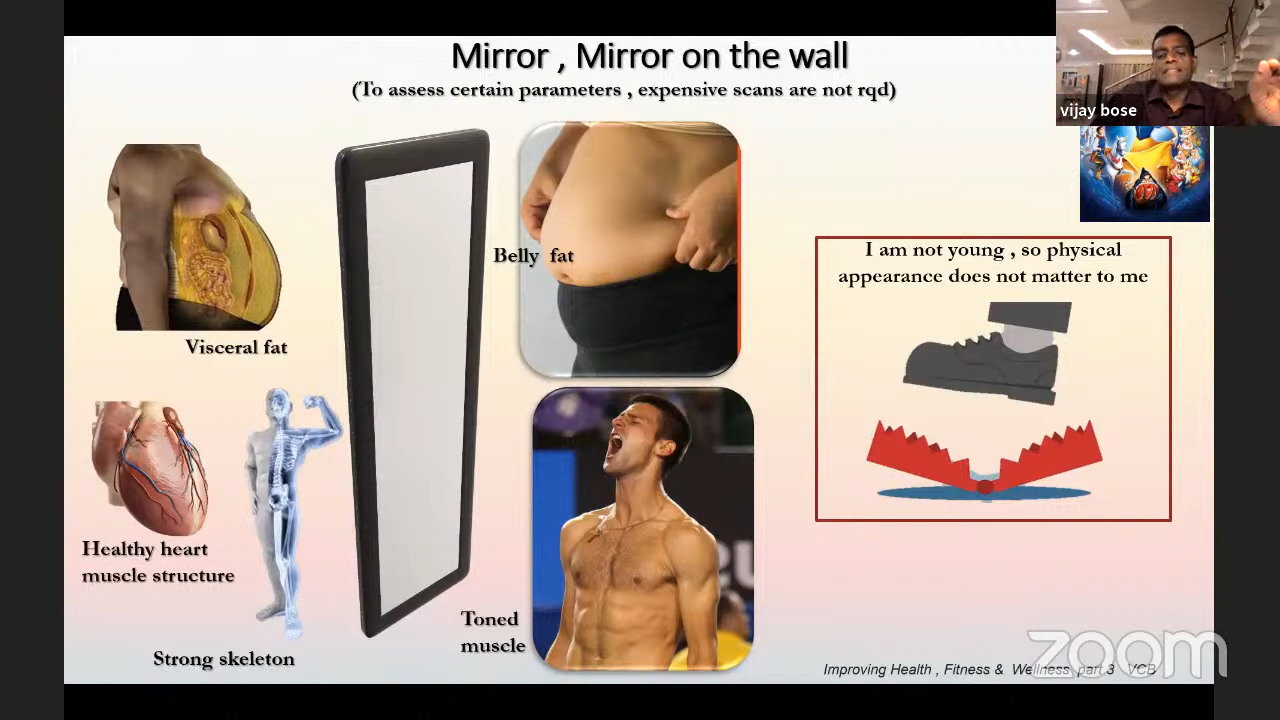 Mirror , Mirror on the wall
(To assess certain parameters , expensive scans are not rqd)
vijay bose
Belly fat
I am not young , so physical
appearance does not matter to me
Visceral fat
Healthy heart
muscle structure
Toned
muscle
Strong skeleton
Improving Health , Fitness & Wellness part 3 VCB
zoom